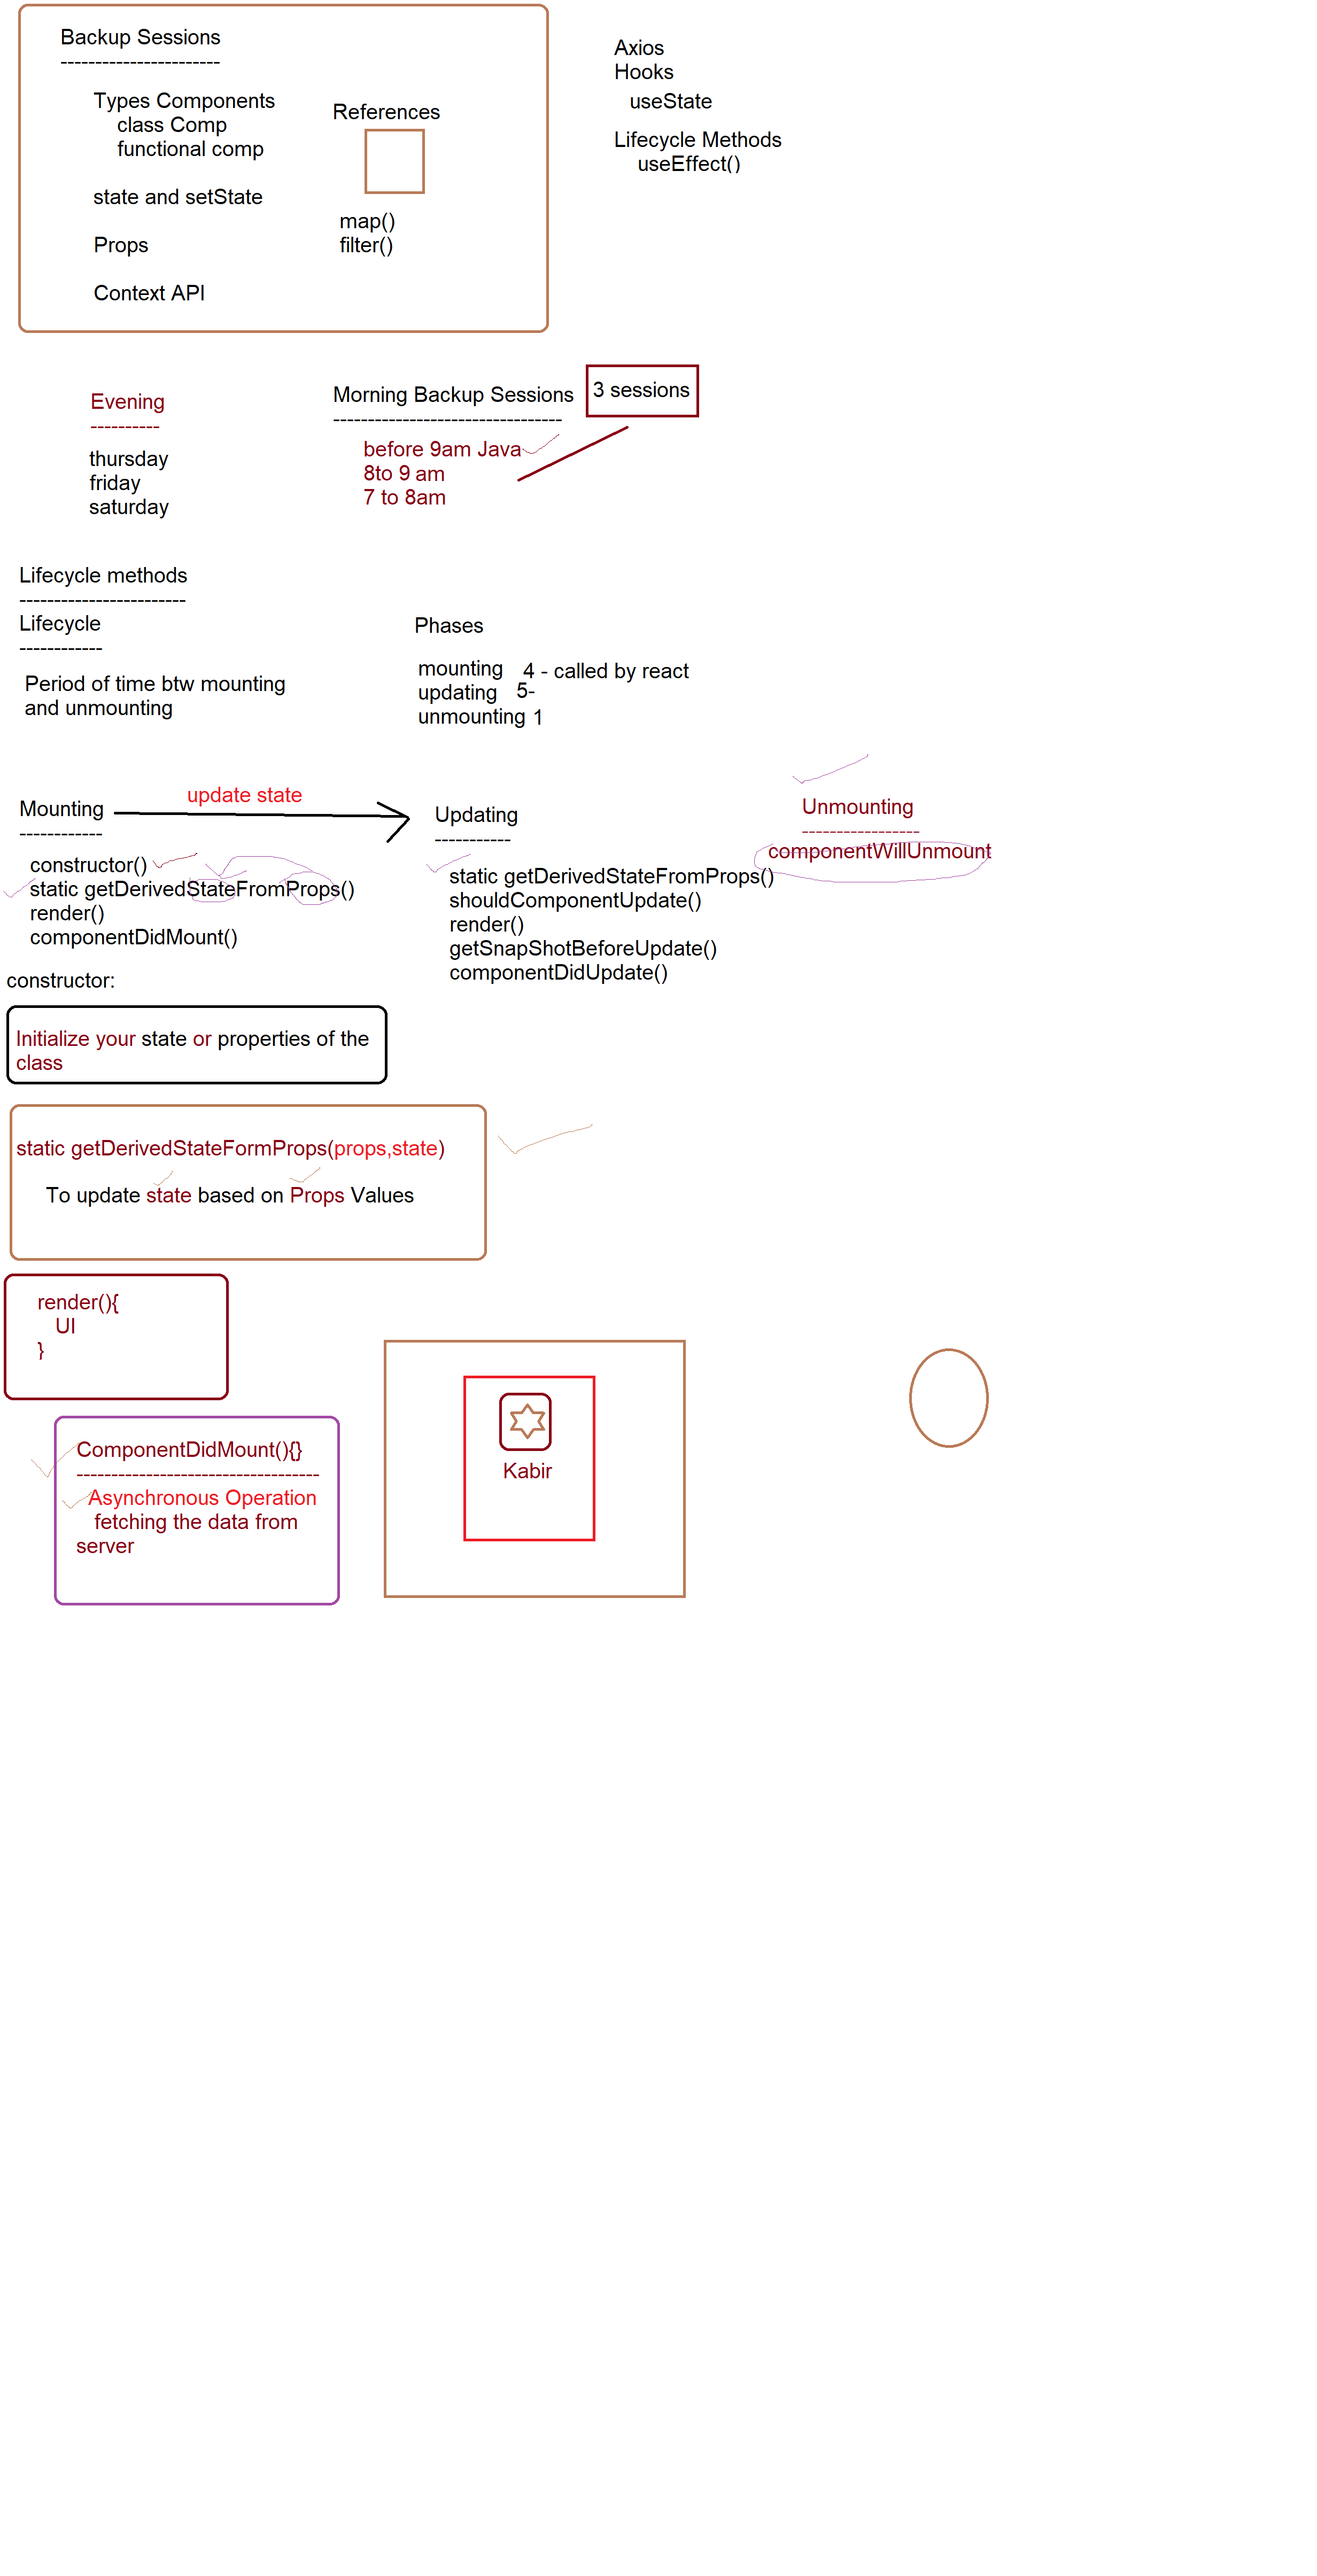 Backup Sessions
-----------------------
Types Components
class Comp
functional comp
state and setState
Props
Context API
References
map()
filter()
Axios
Hooks
useState
Lifecycle Methods
useEffect()
Evening
----------
thursday
friday
saturday
Morning Backup Sessions
---------------------------------
3 sessions
before 9am Java
8to 9 am
7 to 8am
Lifecycle methods
------------------------
Lifecycle
------------
Period of time btw mounting
and unmounting
Phases
mounting 4 - called by react
updating 5-
unmounting 1
Mounting
------------
update state
constructor()
static getDerivedStateFromProps()
render()
componentDidMount()
Updating
-----------
static getDerivedStateFromProps()
shouldComponentUpdate()
render()
getSnapShotBeforeUpdate()
componentDidUpdate()
Unmounting
-----------------
componentWillUnmount
constructor:
Initialize your state or properties of the
class
static getDerivedStateFormProps(props,state)
To update state based on Props Values
render(){
UI
}
ComponentDidMount(){}
-----------------------------------
Asynchronous Operation
fetching the data from
server
Kabir